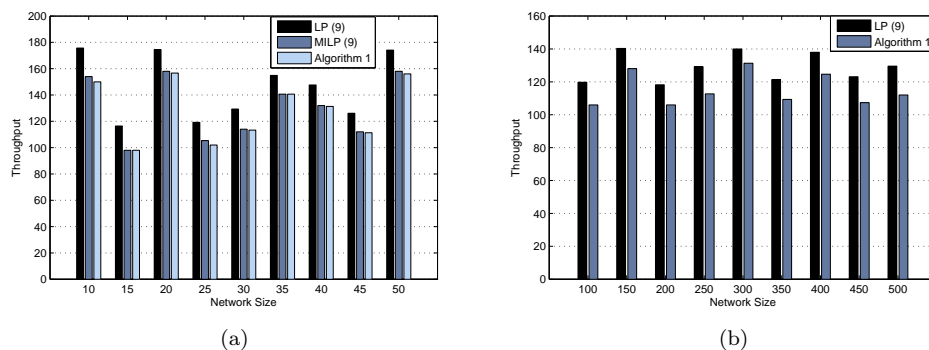 200
180
160
140
120
100
80
60
40
20
0
Throughput
LP (9)
MILP (9)
Algorithm 1
10 15 20 25 30 35 40 45 50
Network Size
(a)
160
140
120
100
80
60
40
20
0
Throughput
LP (9)
Algorithm 1
100 150 200 250 300 350 400 450 500
Network Size
(b)